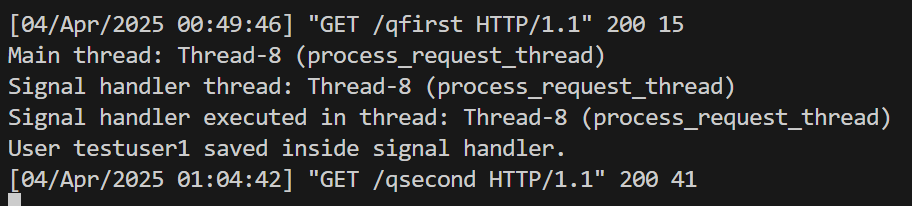 [04/Apr/2025 00:49:46] "GET /qfirst HTTP/1.1" 200 15
Main thread: Thread-8 (process_request_thread)
Signal handler thread: Thread-8 (process_request_thread)
Signal handler executed in thread: Thread-8 (process_request_thread)
User testuser1 saved inside signal handler.
[04/Apr/2025 01:04:42] "GET /qsecond HTTP/1.1" 200 41